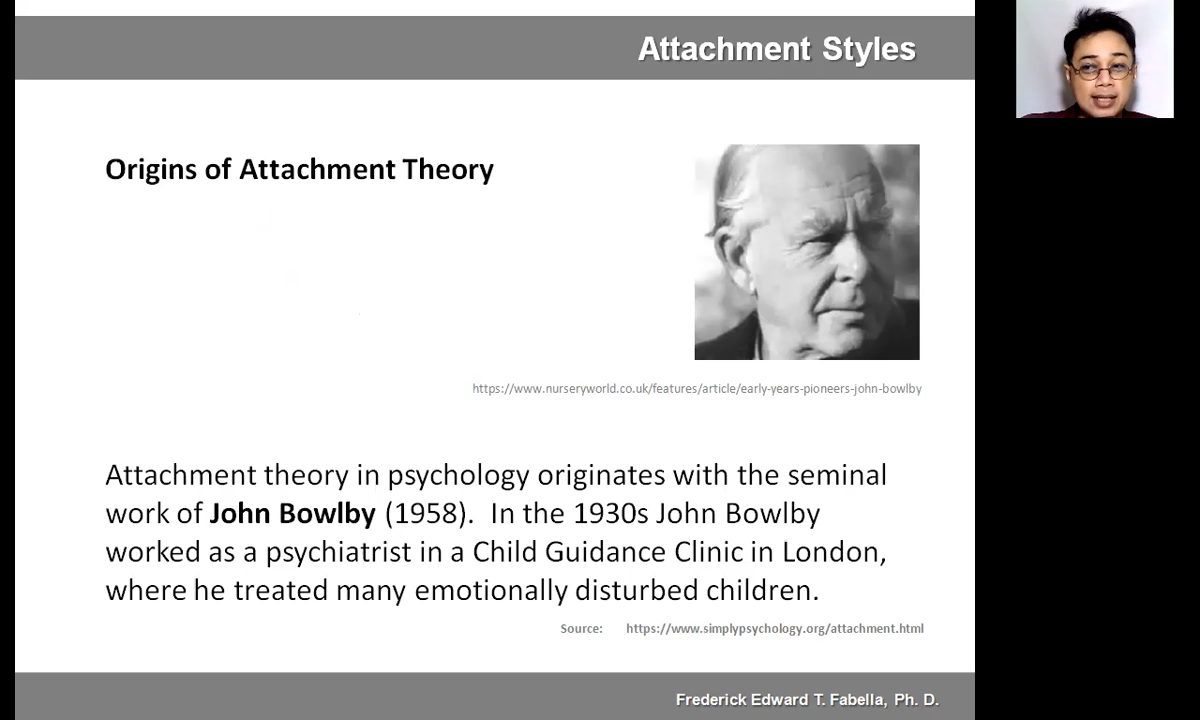 Attachment Styles
Origins of Attachment Theory
https://www.nurseryworld.co.uk/features/article/early-years-pioneers-john-bowlby
Attachment theory in psychology originates with the seminal
work of John Bowlby (1958).  In the 1930s John Bowlby
worked as a psychiatrist in a Child Guidance Clinic in London,
where he treated many emotionally disturbed children.
Source: https://www.simplypsychology.org/attachment.html
Frederick Edward T. Fabella, Ph. D.